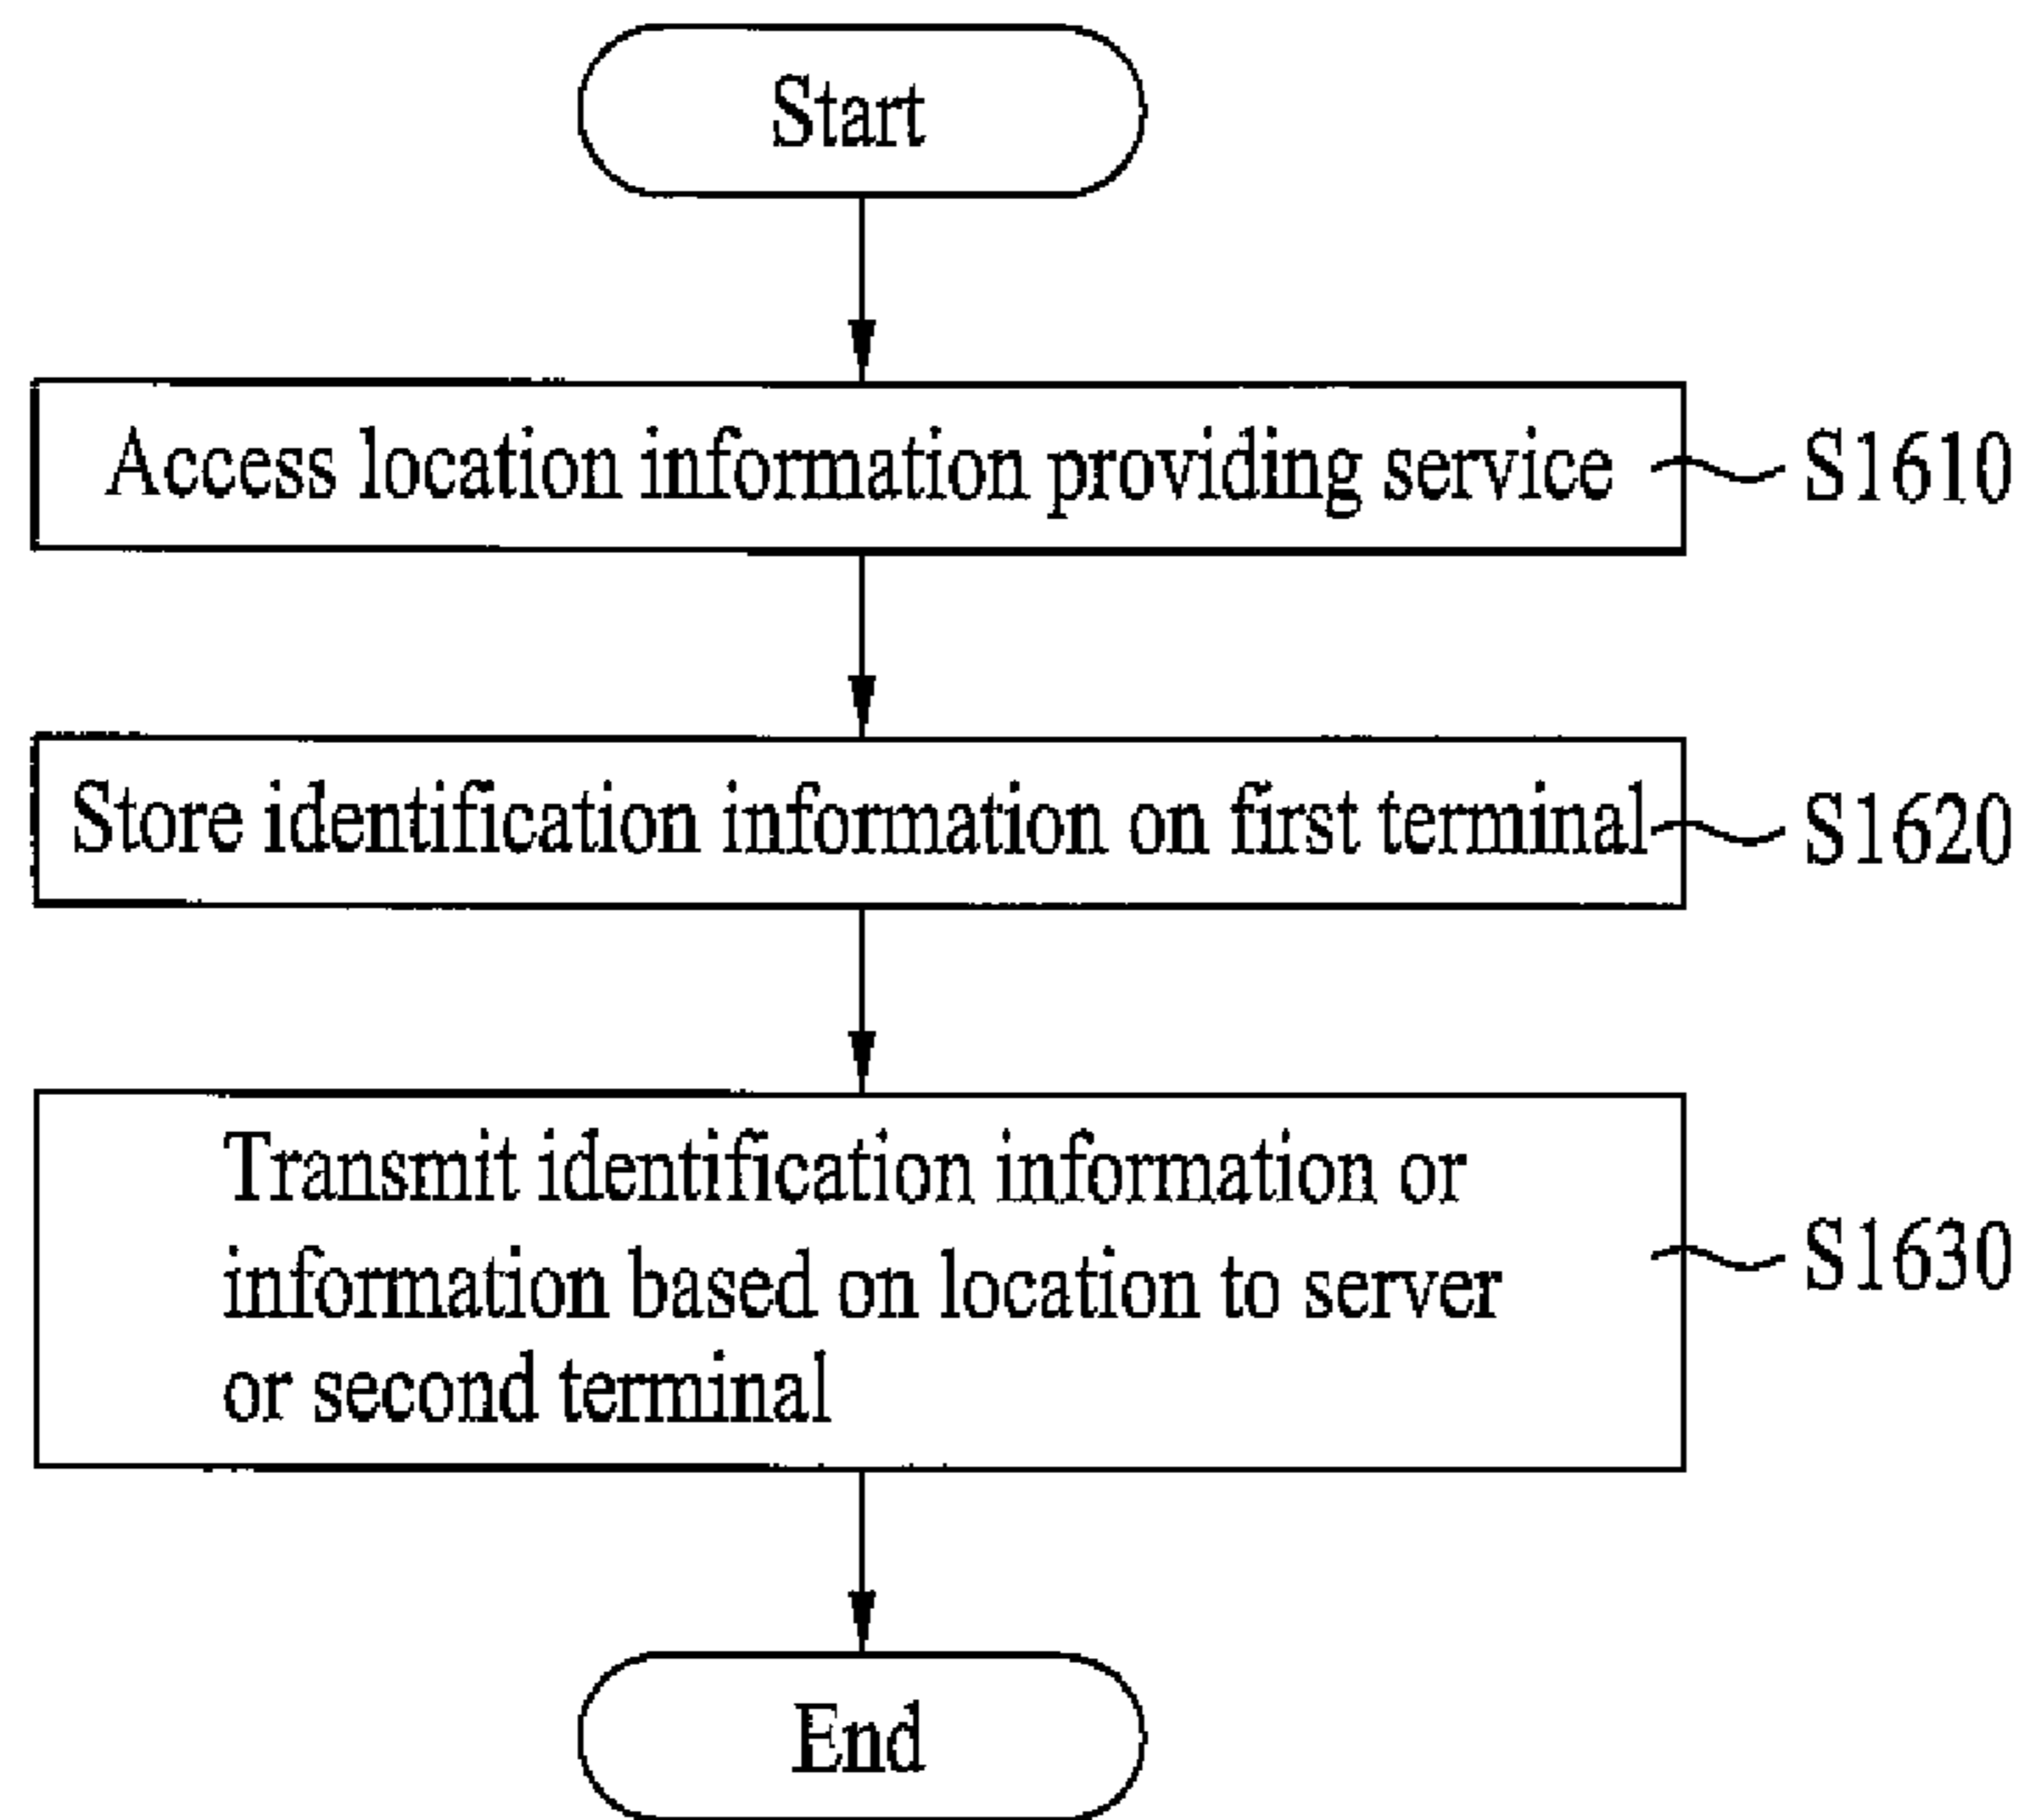 Start
Access location information providing service
S1610
Store identification information on first terminal
S1620
Transmit identification information or
information based on location to server
or second terminal
S1630
End